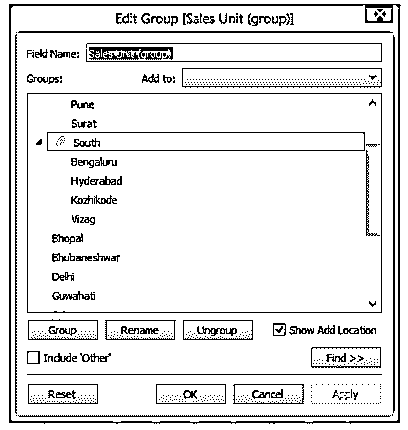 Edit Group [Sales Unit (group)]
Field Name: Sales Unit (group)
Groups: Add to:
Pune
Surat
South
Bengaluru
Hyderabad
Kozhikode
Vizag
Bhopal
Bhubaneshwar
Delhi
Guwahati
Group Rename Ungroup Show Add Location
Include 'Other' Find >>
Reset OK Cancel Apply